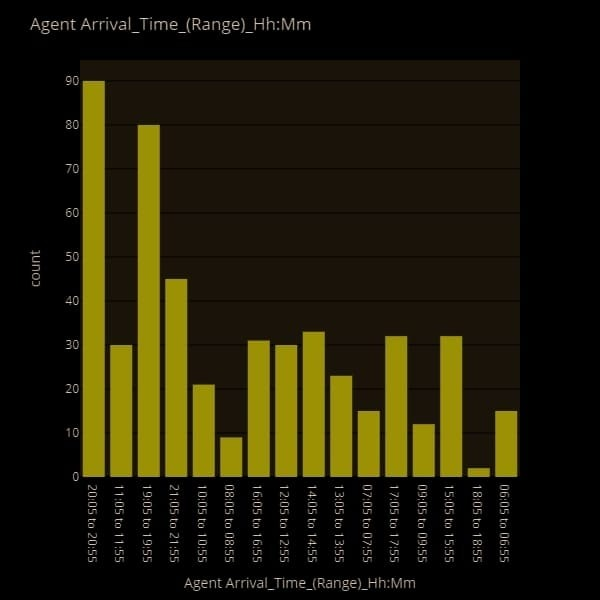 Agent Arrival_Time_(Range)_Hh:Mm
count
90
80
70
60
50
40
30
20
10
0
20:05 to 20:55
11:05 to 11:55
19:05 to 19:55
21:05 to 21:55
10:05 to 10:55
08:05 to 08:55
16:05 to 16:55
12:05 to 12:55
14:05 to 14:55
13:05 to 13:55
07:05 to 07:55
17:05 to 17:55
09:05 to 09:55
15:05 to 15:55
18:05 to 18:55
06:05 to 06:55
Agent Arrival_Time_(Range)_Hh:Mm